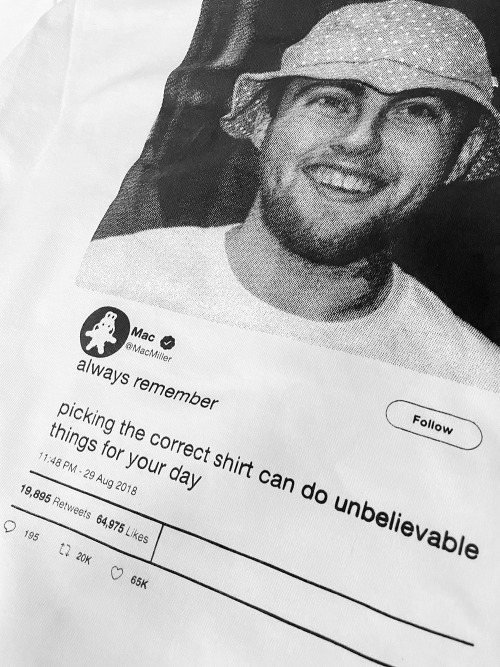 Mac
@MacMiller
Follow
always remember
picking the correct shirt can do unbelievable
things for your day
11:48 PM - 29 Aug 2018
19,895 Retweets 64,975 Likes
195 20K 65K